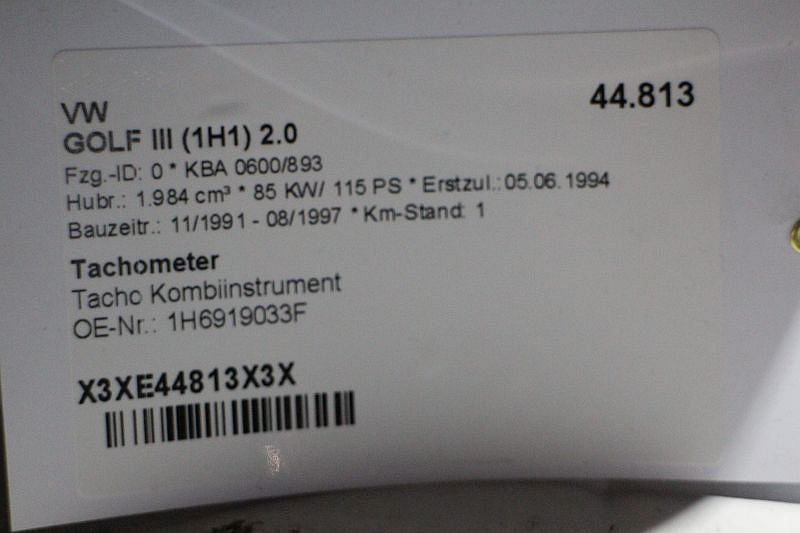 44.813
VW
GOLF III (1H1) 2.0
Fzg.-ID: 0 * KBA 0600/893
Hubr.: 1.984 cm³ * 85 KW/ 115 PS * Erstzul.:05.06.1994
Bauzeitr.: 11/1991 - 08/1997 * Km-Stand: 1
Tachometer
Tacho Kombiinstrument
OE-Nr.: 1H6919033F
X3XE44813X3X